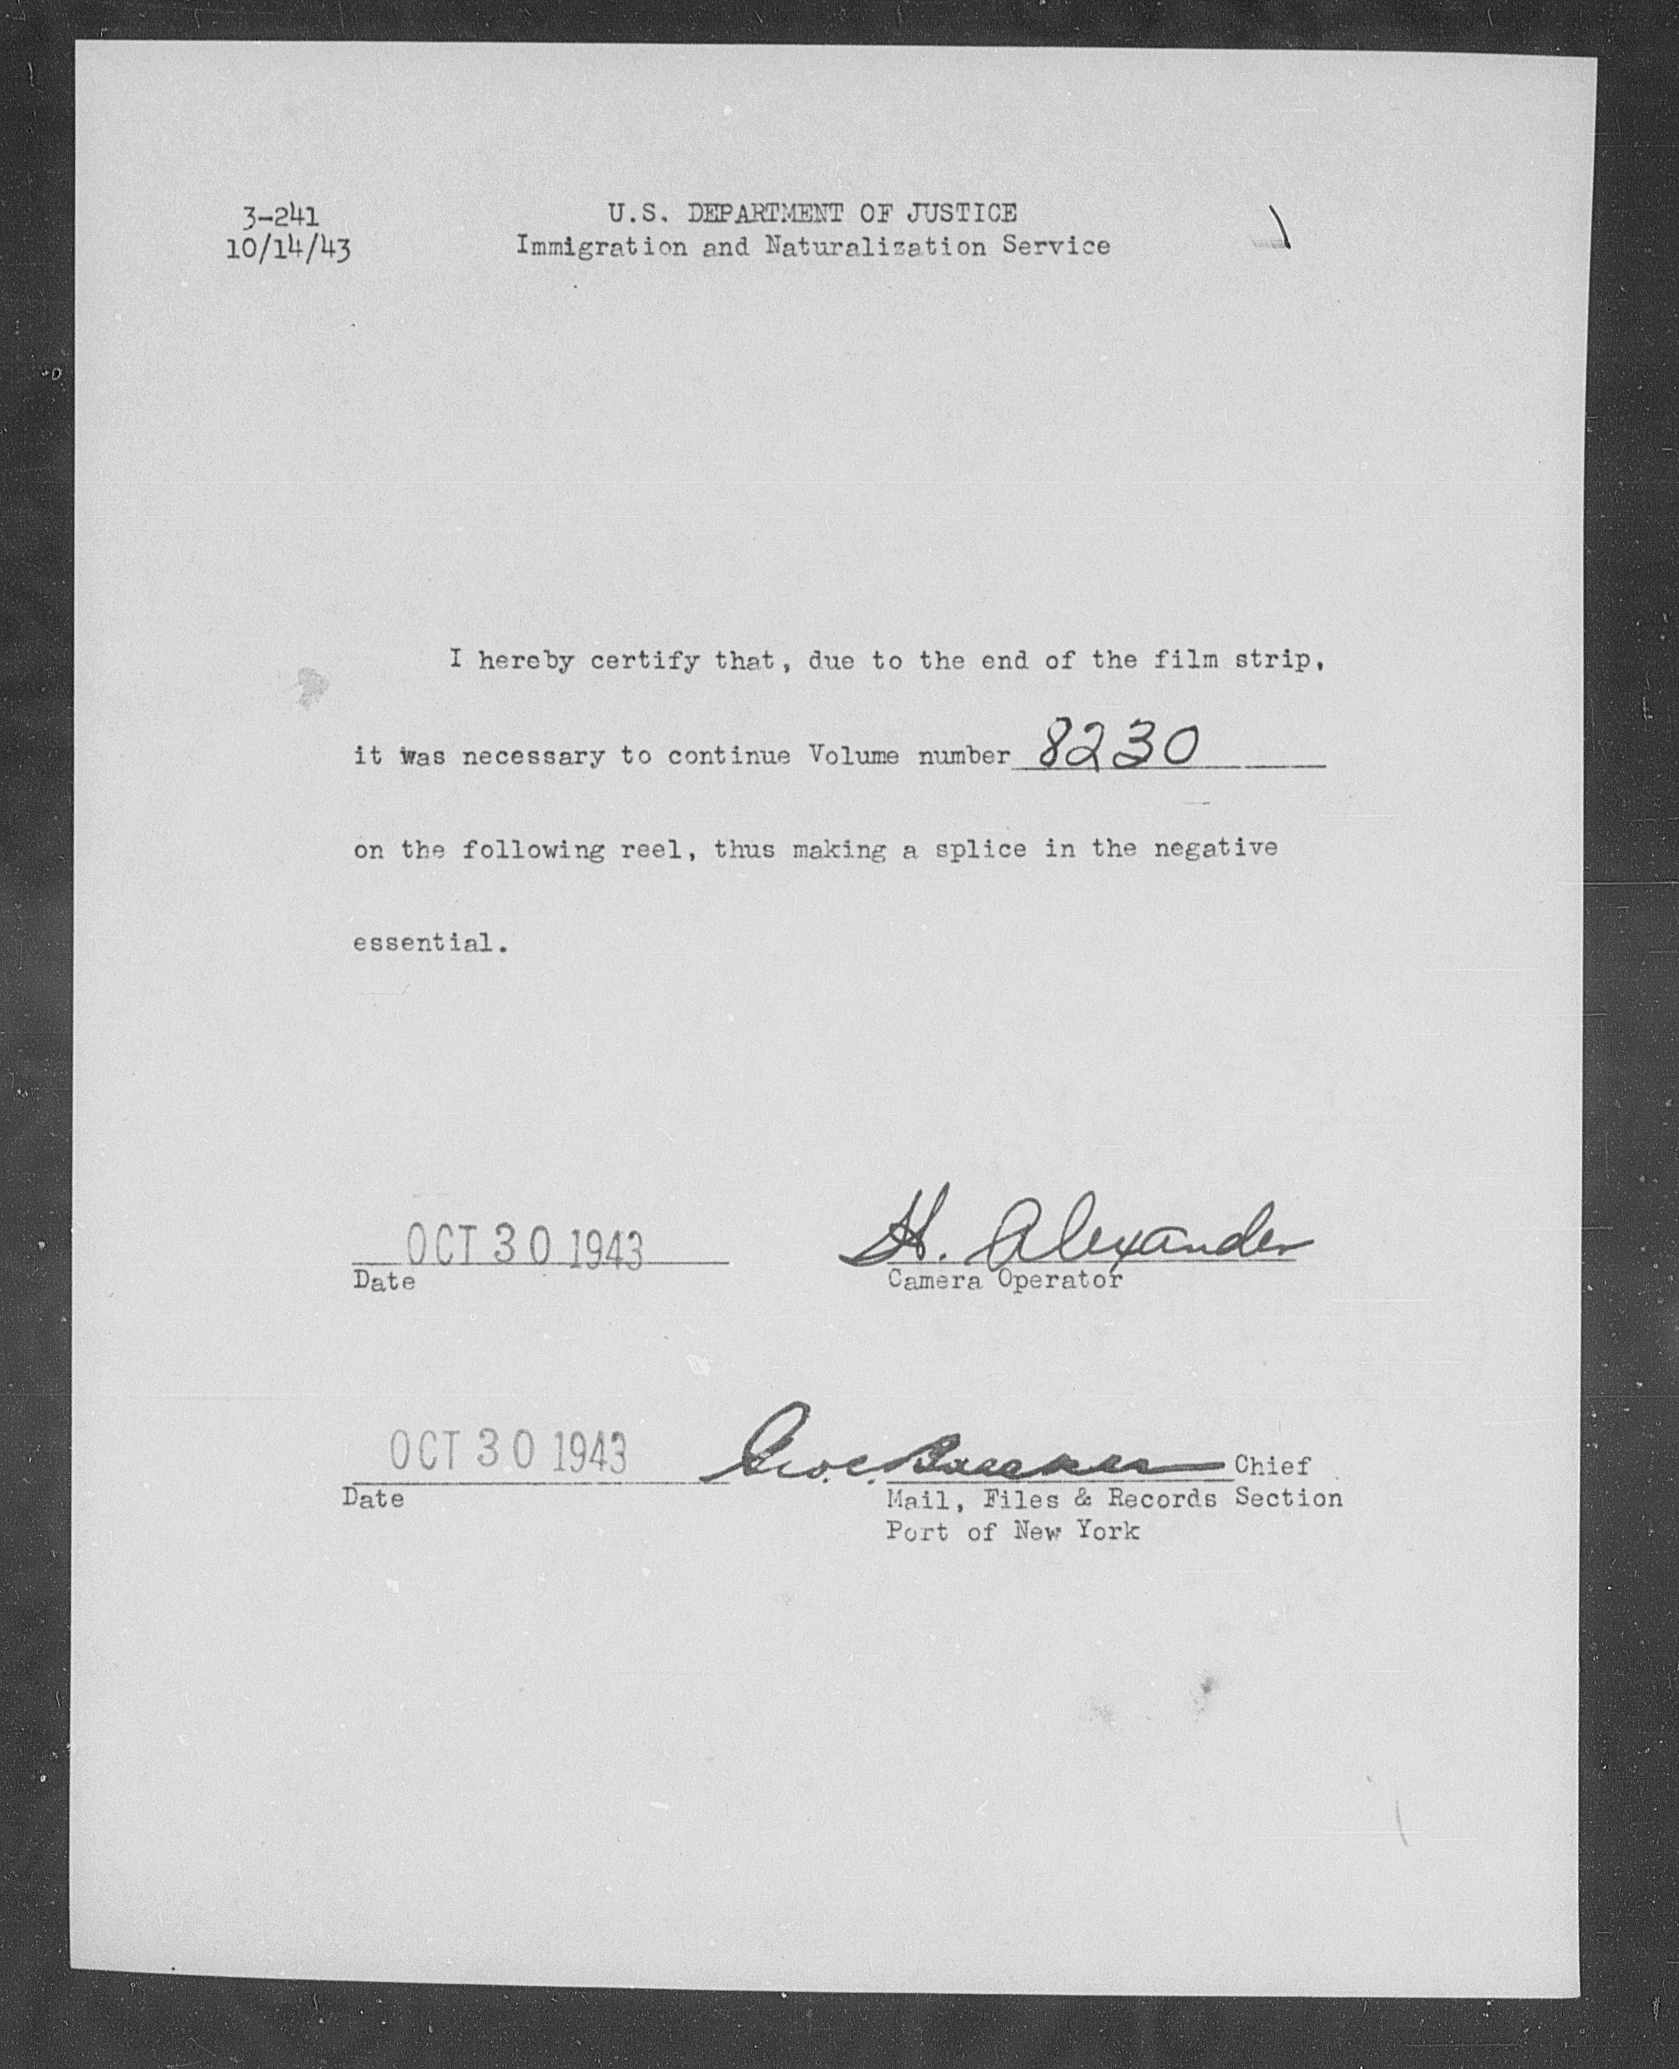 3-241
10/14/43
U.S. DEPARTMENT OF JUSTICE
Immigration and Naturalization Service
I hereby certify that, due to the end of the film strip,
it was necessary to continue Volume number 8230
on the following reel, thus making a splice in the negative
essential.
OCT 30 1943
Date
H. Alexander
Camera Operator
OCT 30 1943
Date
Chief
Mail, Files & Records Section
Port of New York